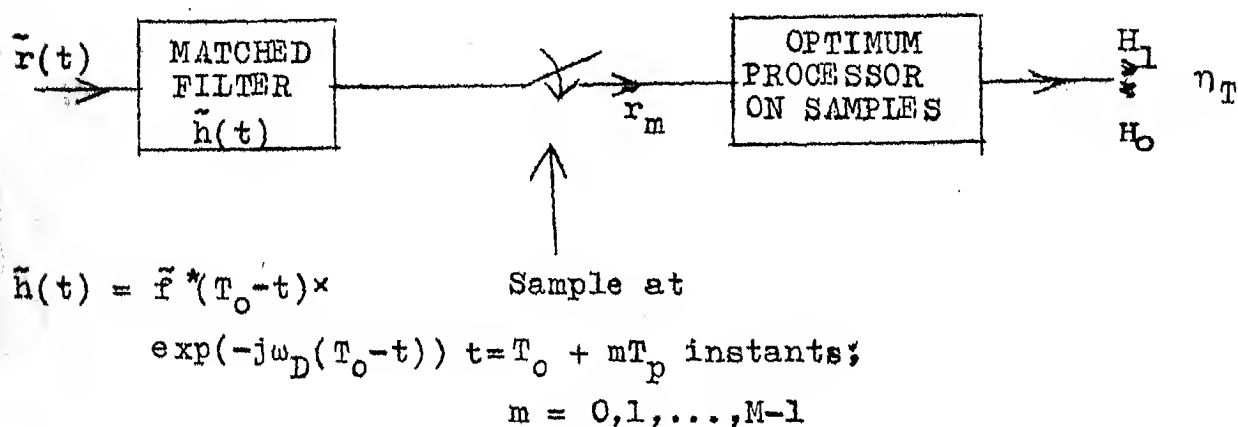 r̃(t)
MATCHED
FILTER
h̃(t)
r_m
OPTIMUM
PROCESSOR
ON SAMPLES
H_1
>
<
H_o
η_T
h̃(t) = f̃*(T_o-t)×
exp(-jω_D(T_o-t))
Sample at
t=T_o + mT_p instants;
m = 0,1,...,M-1